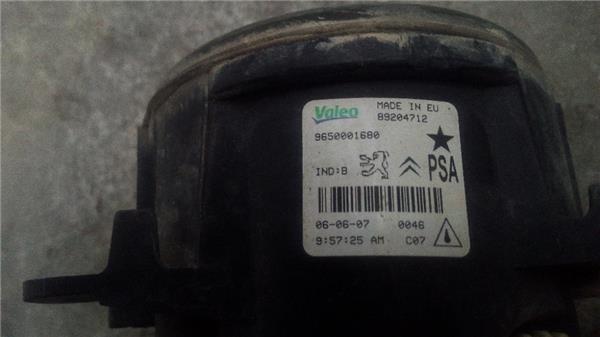 Valeo MADE IN EU
89204712
9650001680
IND:B PSA
06-06-07 0046
9:57:25 AM C07